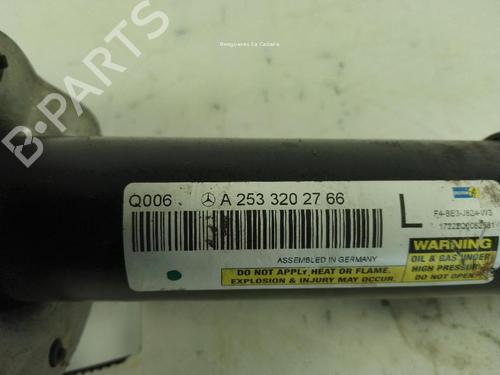 Desguaces La Cabaña
Q006 A 253 320 27 66
L
ASSEMBLED IN GERMANY
DO NOT APPLY HEAT OR FLAME.
EXPLOSION & INJURY MAY OCCUR.
WARNING
OIL & GAS UNDER
HIGH PRESSURE
DO NOT OPEN
B-PARTS